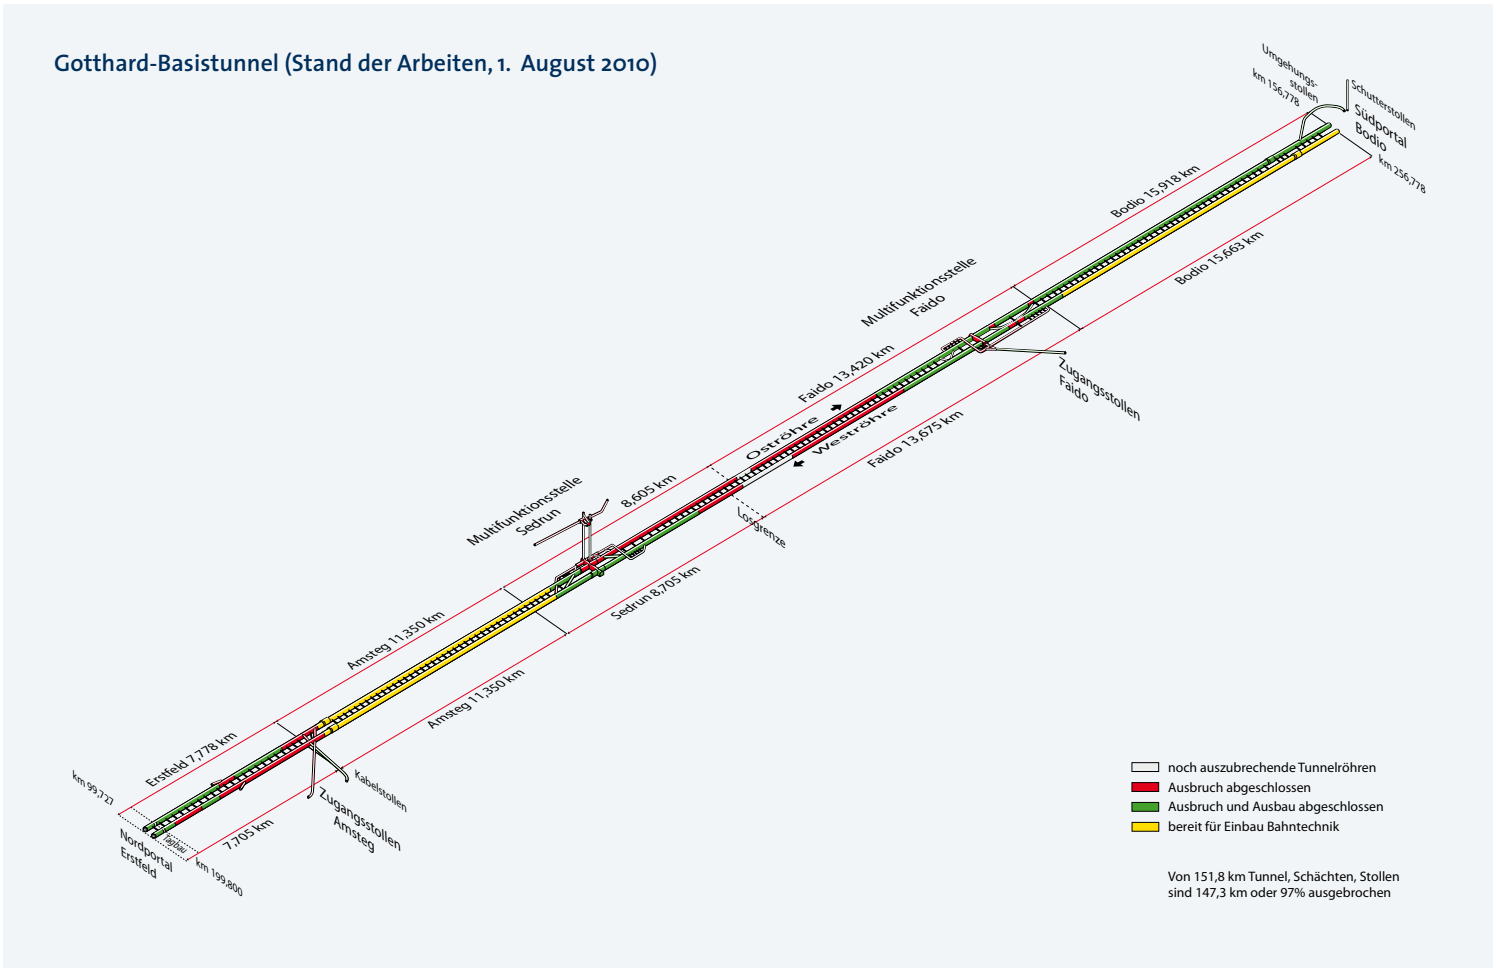 Gotthard-Basistunnel (Stand der Arbeiten, 1. August 2010)
Umgehungs-
stollen
km 156,778
Schutterstollen
Südportal
Bodio
km 256,778
Bodio 15,918 km
Bodio 15,663 km
Multifunktionsstelle
Faido
Zugangsstollen
Faido
Faido 13,420 km
Oströhre
Weströhre
Faido 13,675 km
8,605 km
Losgrenze
Multifunktionsstelle
Sedrun
Sedrun 8,705 km
Amsteg 11,350 km
Amsteg 11,350 km
Erstfeld 7,778 km
km 99,727
Kabelstollen
Zugangsstollen
Amsteg
7,705 km
Tagbau
Nordportal
Erstfeld
km 199,800
noch auszubrechende Tunnelröhren
Ausbruch abgeschlossen
Ausbruch und Ausbau abgeschlossen
bereit für Einbau Bahntechnik
Von 151,8 km Tunnel, Schächten, Stollen
sind 147,3 km oder 97% ausgebrochen